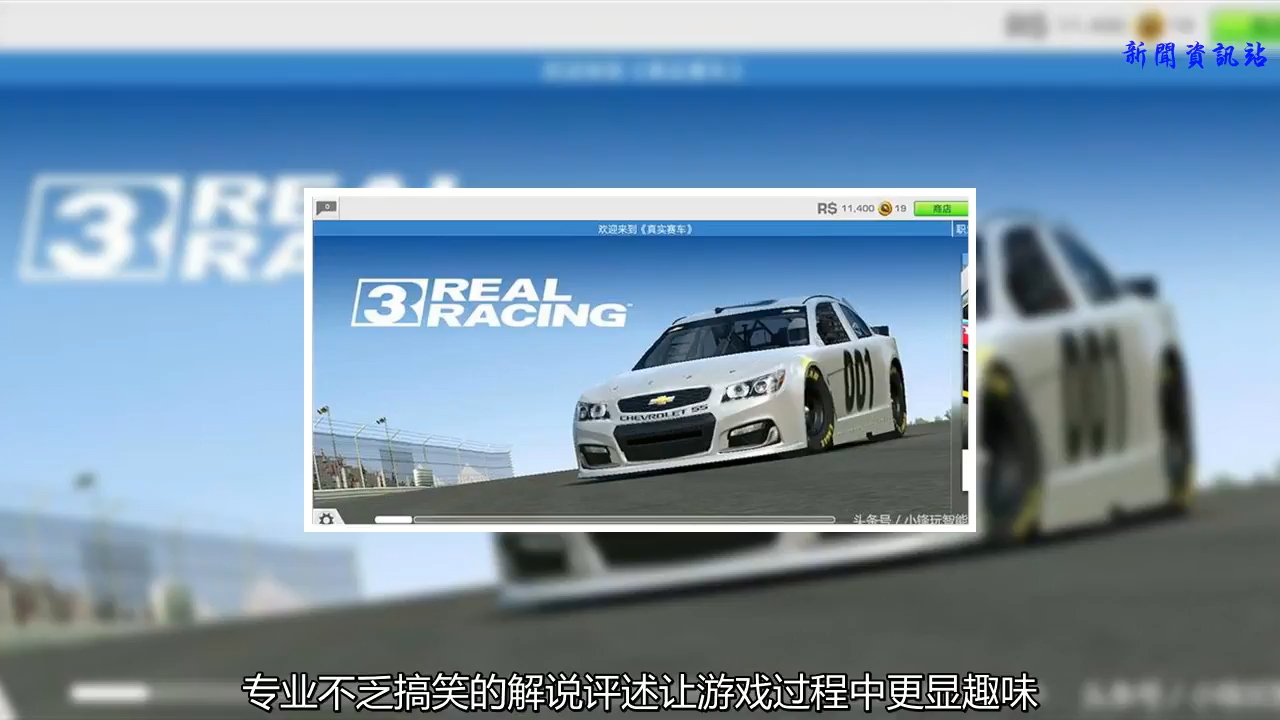 新聞資訊站
0
R$ 11,400 19 商店
欢迎来到《真实赛车》
职
3 REAL RACING
001
CHEVROLET SS
头条号 / 小锋玩智能
专业不乏搞笑的解说评述让游戏过程中更显趣味